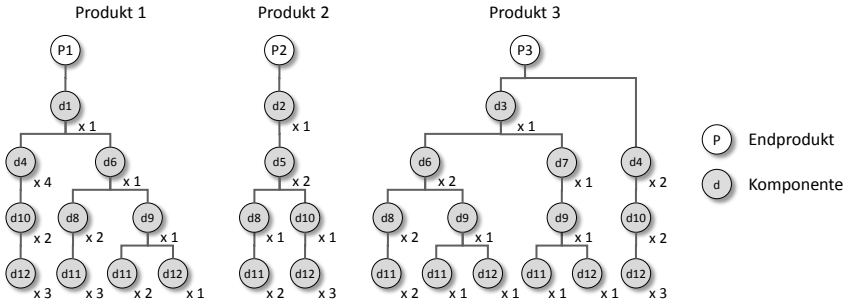 Produkt 1 Produkt 2 Produkt 3
P1 P2 P3
d1 d2 d3
x 1 x 1 x 1
P Endprodukt
d4 d6 d5 d6 d7 d4
x 4 x 1 x 2 x 2 x 1 x 2
d Komponente
d10 d8 d9 d8 d10 d8 d9 d9 d10
x 2 x 2 x 1 x 1 x 1 x 2 x 1 x 1 x 2
d12 d11 d11 d12 d11 d12 d11 d11 d12 d11 d12 d12
x 3 x 3 x 2 x 1 x 2 x 3 x 2 x 1 x 1 x 1 x 1 x 3